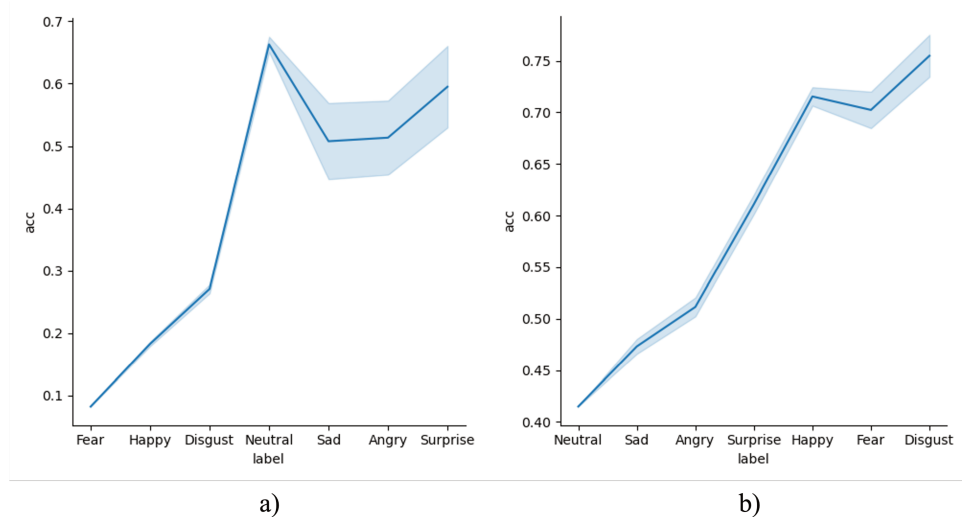 0.7
0.6
0.5
0.4
0.3
0.2
0.1
acc
Fear Happy Disgust Neutral Sad Angry Surprise
label
a)
0.75
0.70
0.65
0.60
0.55
0.50
0.45
0.40
acc
Neutral Sad Angry Surprise Happy Fear Disgust
label
b)